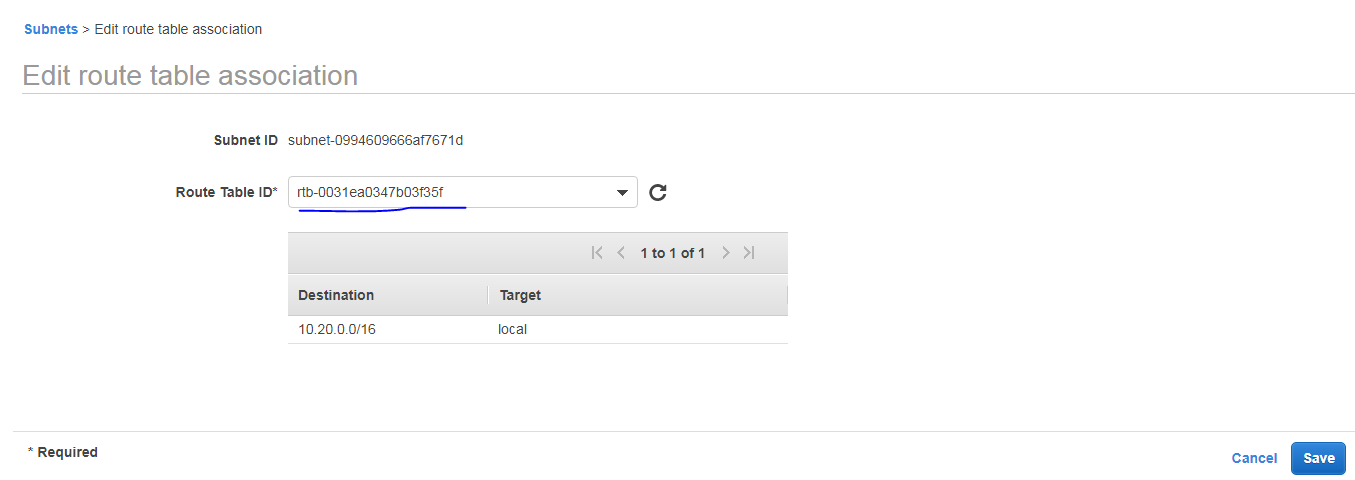 Subnets > Edit route table association
Edit route table association
Subnet ID subnet-0994609666af7671d
Route Table ID* rtb-0031ea0347b03f35f
1 to 1 of 1
Destination Target
10.20.0.0/16 local
* Required
Cancel Save